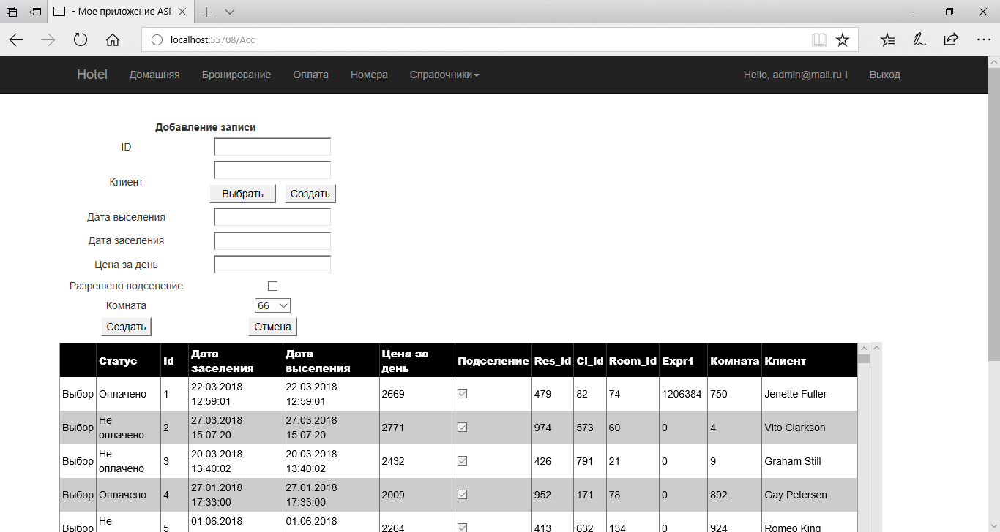 - Мое приложение ASI
localhost:55708/Acc
Hotel Домашняя Бронирование Оплата Номера Справочники Hello, admin@mail.ru ! Выход
Добавление записи
ID
Клиент
Выбрать Создать
Дата выселения
Дата заселения
Цена за день
Разрешено подселение
Комната 66
Создать Отмена
Статус Id Дата заселения Дата выселения Цена за день Подселение Res_Id Cl_Id Room_Id Expr1 Комната Клиент
Выбор Оплачено 1 22.03.2018 12:59:01 22.03.2018 12:59:01 2669 479 82 74 1206384 750 Jenette Fuller
Выбор Не оплачено 2 27.03.2018 15:07:20 27.03.2018 15:07:20 2771 974 573 60 0 4 Vito Clarkson
Выбор Не оплачено 3 20.03.2018 13:40:02 20.03.2018 13:40:02 2432 426 791 21 0 9 Graham Still
Выбор Оплачено 4 27.01.2018 17:33:00 27.01.2018 17:33:00 2009 952 171 78 0 892 Gay Petersen
Выбор Не 5 01.06.2018 01.06.2018 2264 413 632 134 0 924 Romeo King